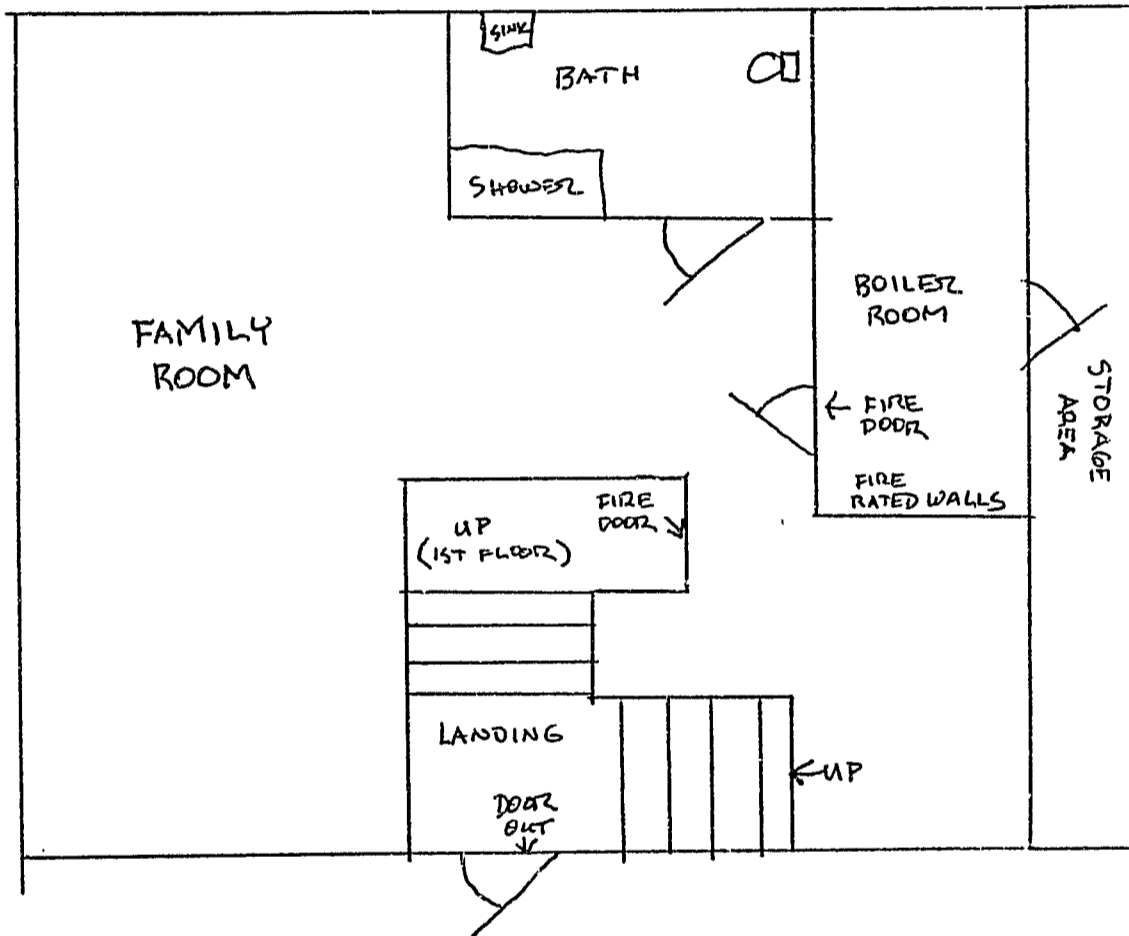 SINK
BATH
SHOWER
FAMILY
ROOM
BOILER
ROOM
STORAGE
AREA
← FIRE
DOOR
FIRE
RATED WALLS
FIRE
DOOR
UP
(1ST FLOOR)
LANDING
UP
DOOR
OUT